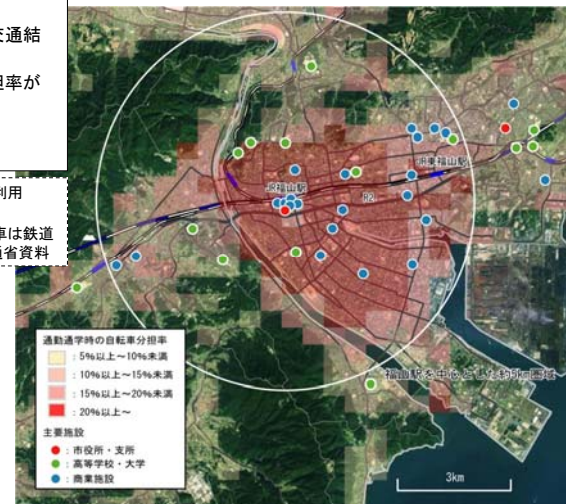 交通結
担率が
利用
車は鉄道
通省資料
JR東福山駅
JR福山駅
R2
福山駅を中心とした約5km圏域
通勤通学時の自転車分担率
：5%以上～10%未満
：10%以上～15%未満
：15%以上～20%未満
：20%以上～
主要施設
：市役所・支所
：高等学校・大学
：商業施設
3km